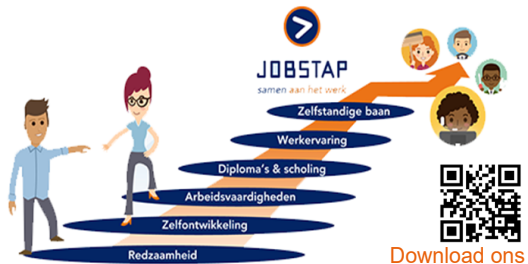 JOBSTAP
samen aan het werk
Zelfstandige baan
Werkervaring
Diploma's & scholing
Arbeidsvaardigheden
Zelfontwikkeling
Redzaamheid
Download ons